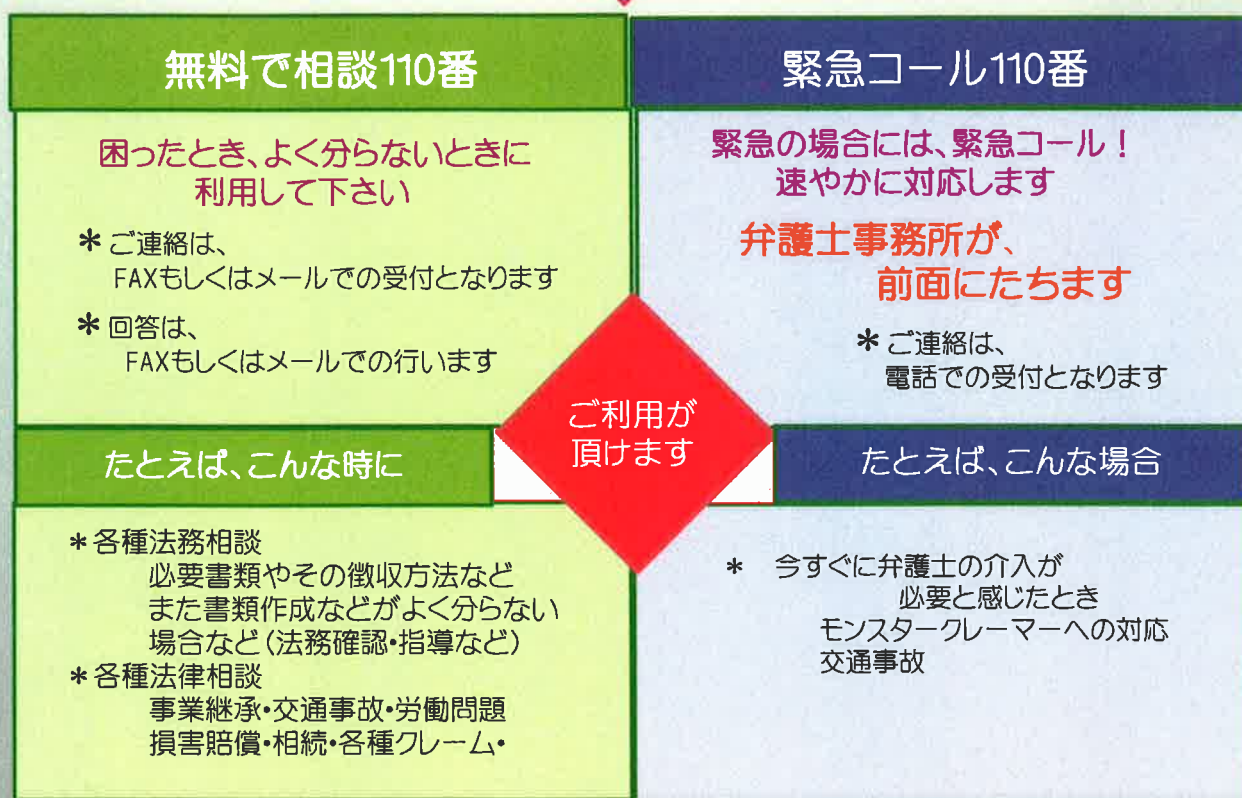 無料で相談110番
困ったとき、よく分らないときに
利用して下さい
*ご連絡は、
FAXもしくはメールでの受付となります
*回答は、
FAXもしくはメールでの行います
たとえば、こんな時に
*各種法務相談
必要書類やその徴収方法など
また書類作成などがよく分らない
場合など(法務確認・指導など)
*各種法律相談
事業継承・交通事故・労働問題
損害賠償・相続・各種クレーム・
ご利用が
頂けます
緊急コール110番
緊急の場合には、緊急コール!
速やかに対応します
弁護士事務所が、
前面にたちます
*ご連絡は、
電話での受付となります
たとえば、こんな場合
* 今すぐに弁護士の介入が
必要と感じたとき
モンスタークレーマーへの対応
交通事故